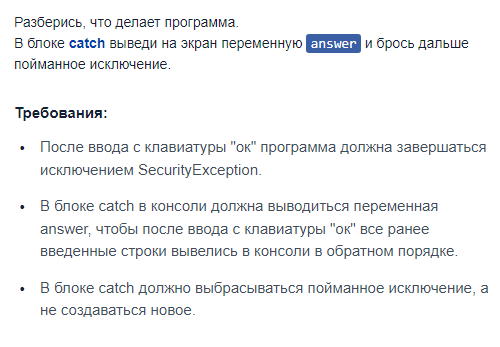 Разберись, что делает программа.
В блоке catch выведи на экран переменную answer и брось дальше
пойманное исключение.
Требования:
• После ввода с клавиатуры "ок" программа должна завершаться
исключением SecurityException.
• В блоке catch в консоли должна выводиться переменная
answer, чтобы после ввода с клавиатуры "ок" все ранее
введенные строки вывелись в консоли в обратном порядке.
• В блоке catch должно выбрасываться пойманное исключение, а
не создаваться новое.